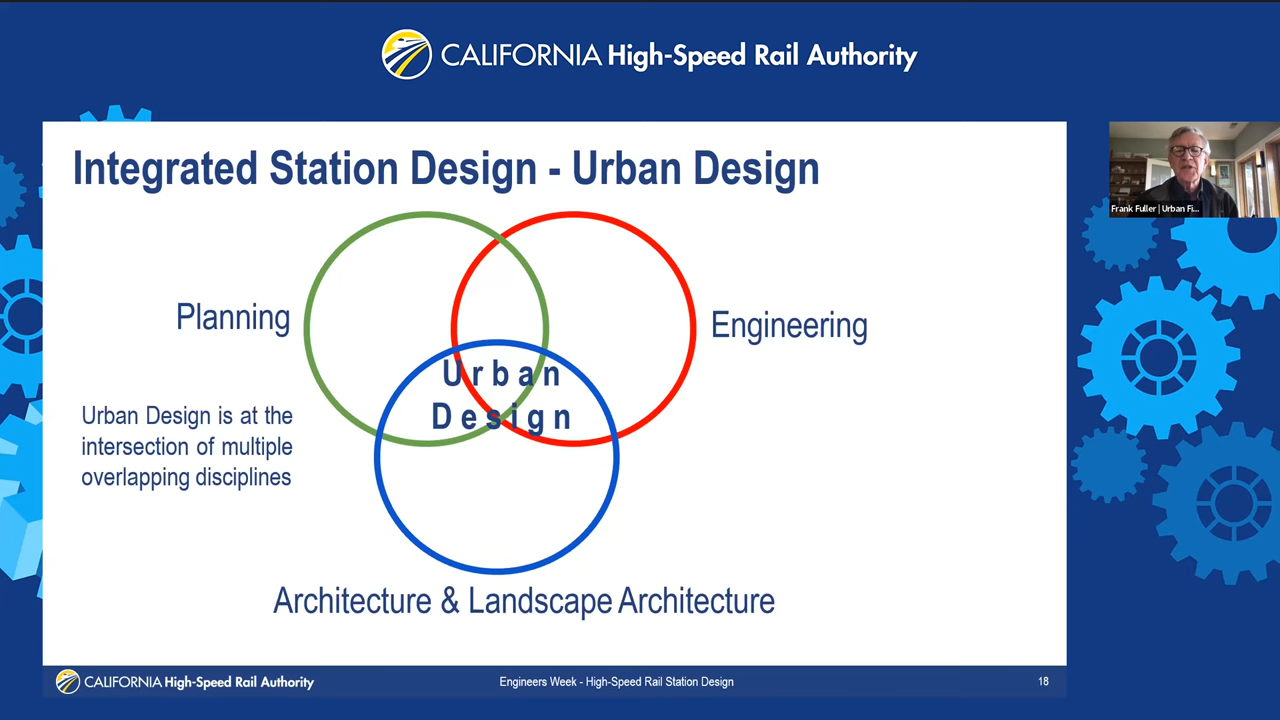 CALIFORNIA High-Speed Rail Authority
Integrated Station Design - Urban Design
Frank Fuller | Urban Fi...
Planning
Engineering
Urban
Design
Urban Design is at the
intersection of multiple
overlapping disciplines
Architecture & Landscape Architecture
CALIFORNIA High-Speed Rail Authority
Engineers Week - High-Speed Rail Station Design
18